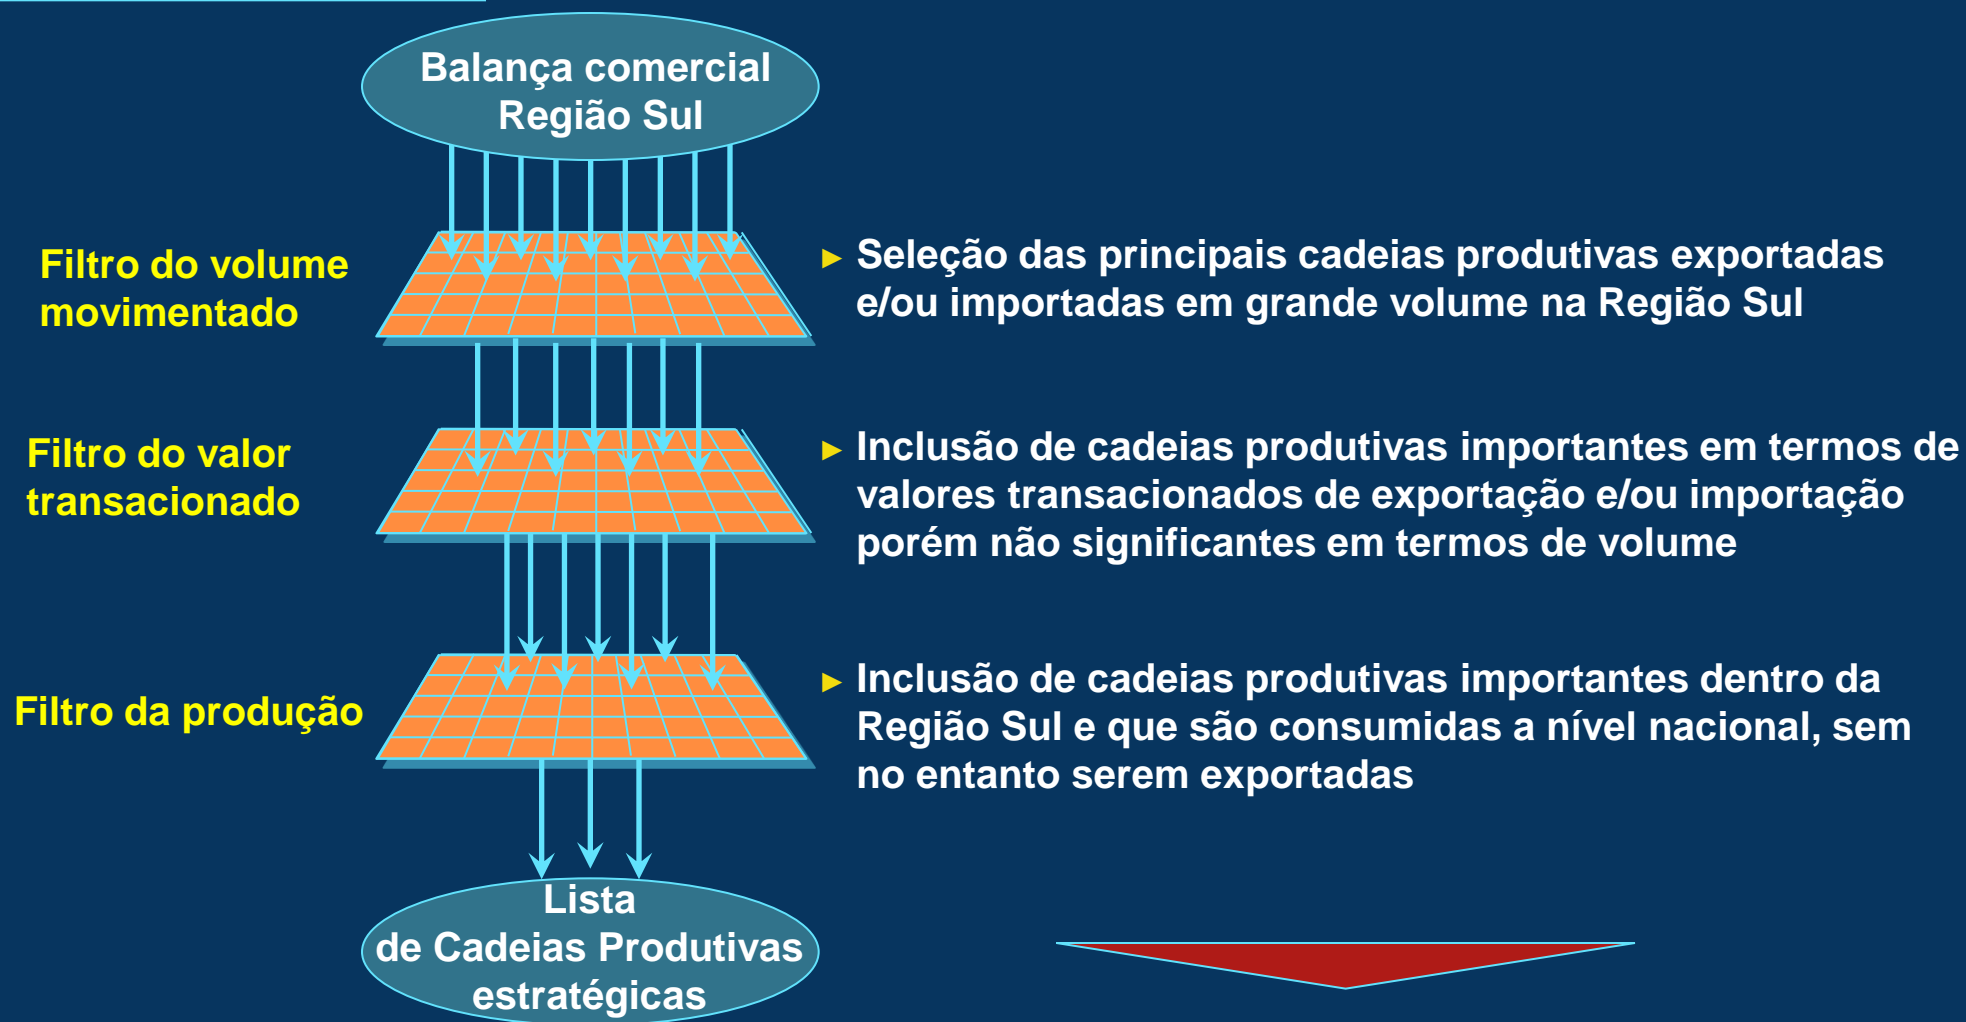 Balança comercial
Região Sul
Filtro do volume
movimentado
► Seleção das principais cadeias produtivas exportadas
e/ou importadas em grande volume na Região Sul
Filtro do valor
transacionado
► Inclusão de cadeias produtivas importantes em termos de
valores transacionados de exportação e/ou importação
porém não significantes em termos de volume
Filtro da produção
► Inclusão de cadeias produtivas importantes dentro da
Região Sul e que são consumidas a nível nacional, sem
no entanto serem exportadas
Lista
de Cadeias Produtivas
estratégicas